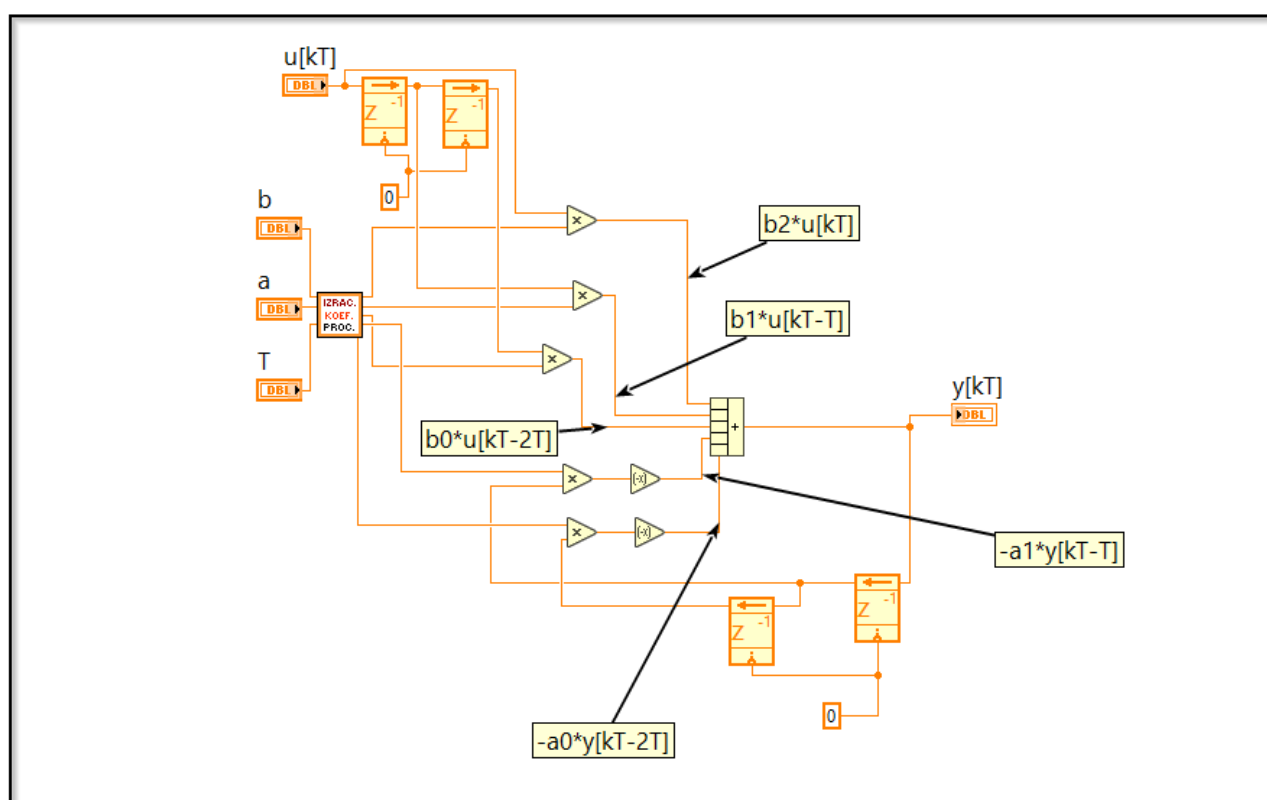 u[kT]
DBL
Z -1
Z -1
0
b
DBL
×
b2*u[kT]
a
DBL
IZRAC.
KOEF.
PROC.
×
b1*u[kT-T]
T
DBL
×
y[kT]
DBL
+
b0*u[kT-2T]
×
(-x)
×
(-x)
-a1*y[kT-T]
Z -1
Z -1
0
-a0*y[kT-2T]